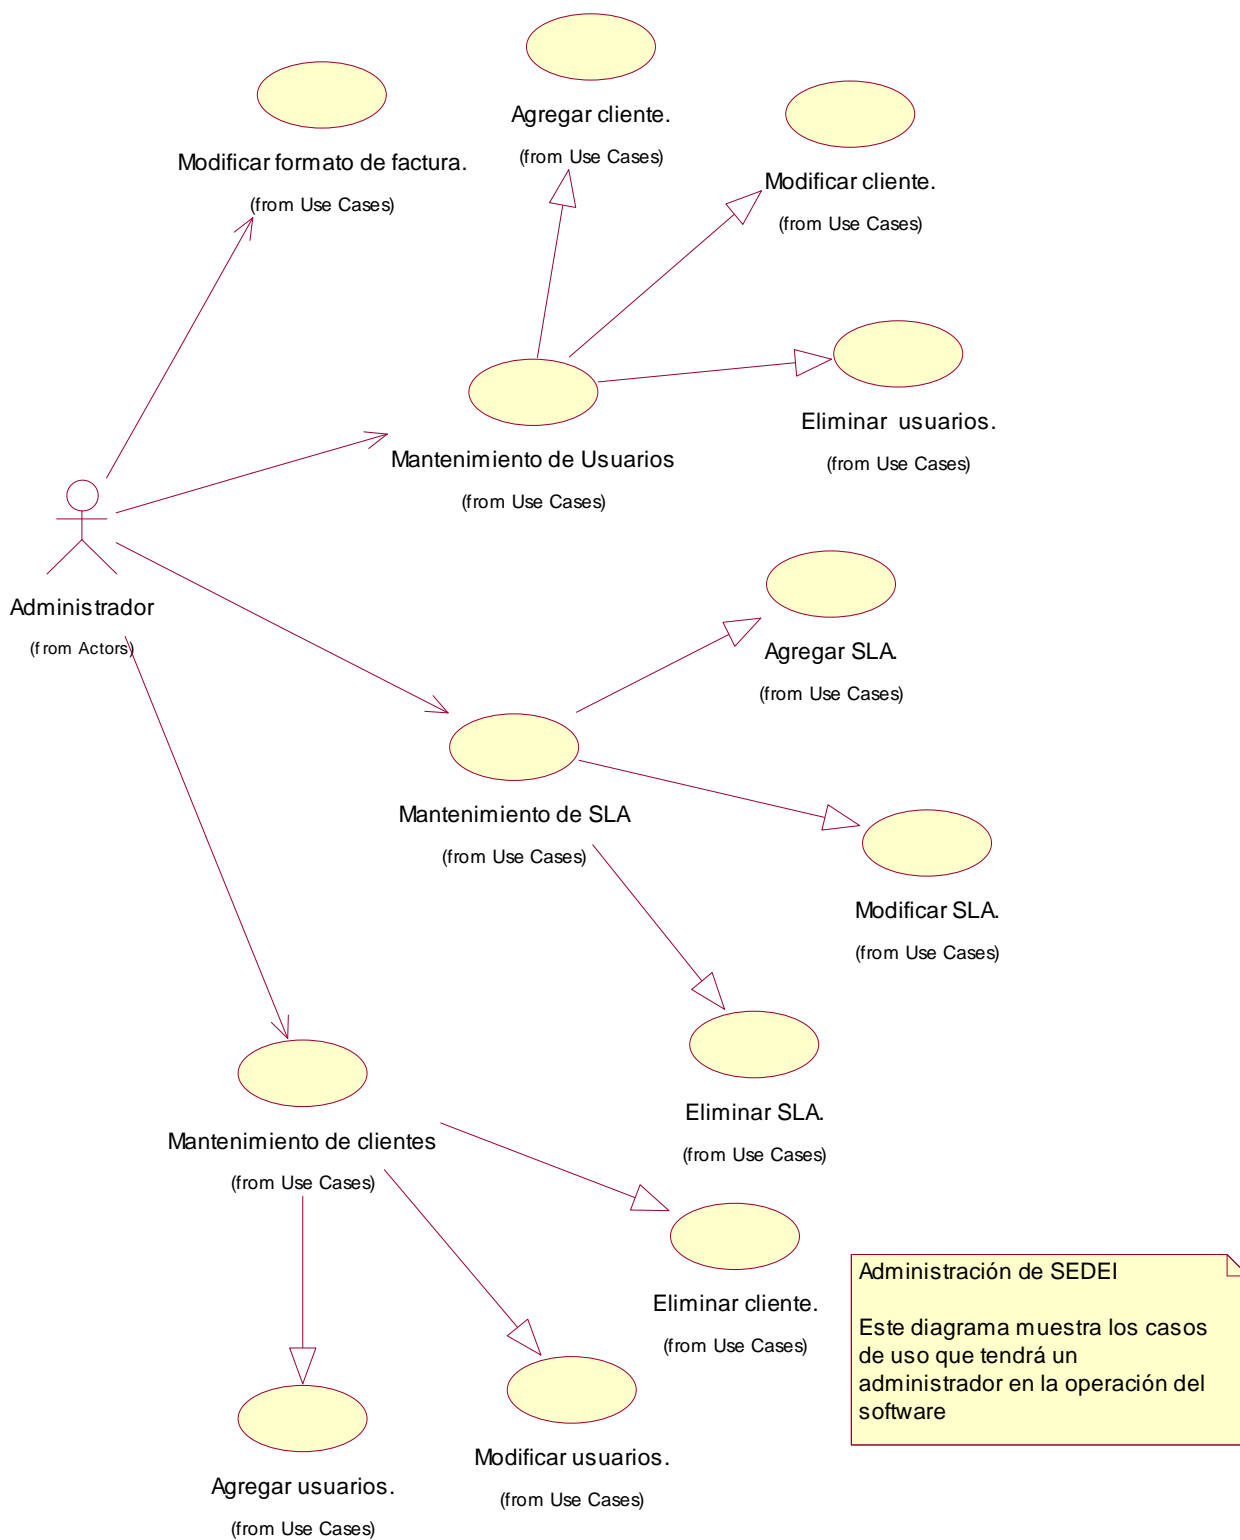 Agregar cliente.
(from Use Cases)
Modificar formato de factura.
(from Use Cases)
Modificar cliente.
(from Use Cases)
Eliminar  usuarios.
(from Use Cases)
Mantenimiento de Usuarios
(from Use Cases)
Administrador
(from Actors)
Agregar SLA.
(from Use Cases)
Mantenimiento de SLA
(from Use Cases)
Modificar SLA.
(from Use Cases)
Eliminar SLA.
(from Use Cases)
Mantenimiento de clientes
(from Use Cases)
Eliminar cliente.
(from Use Cases)
Administración de SEDEI
Este diagrama muestra los casos
de uso que tendrá un
administrador en la operación del
software
Modificar usuarios.
(from Use Cases)
Agregar usuarios.
(from Use Cases)